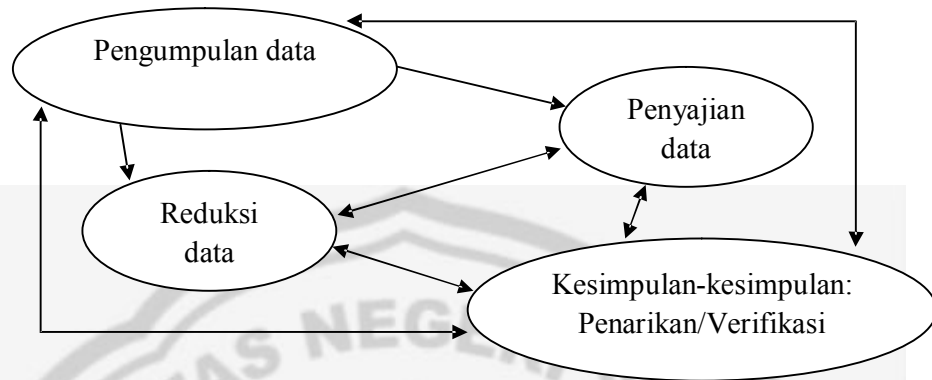 Pengumpulan data
Penyajian
data
Reduksi
data
Kesimpulan-kesimpulan:
Penarikan/Verifikasi